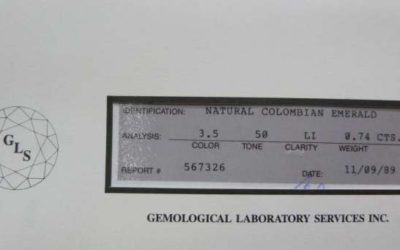 GLS
IDENTIFICATION: NATURAL COLOMBIAN EMERALD
ANALYSIS: 3.5 50 LI 0.74 CTS.
COLOR TONE CLARITY WEIGHT
REPORT # 567326 DATE: 11/09/89
GEMOLOGICAL LABORATORY SERVICES INC.